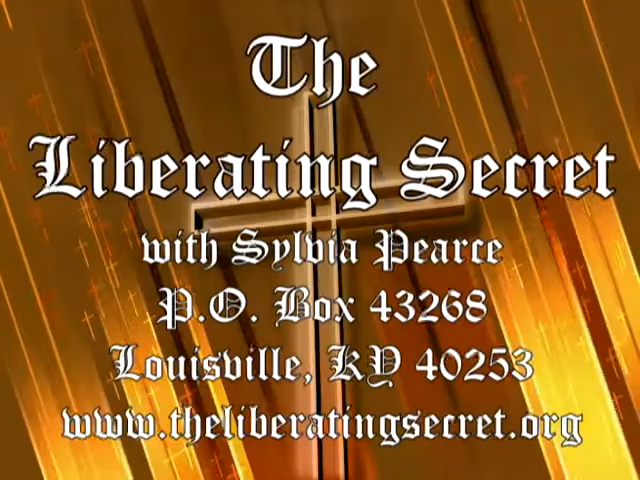 The
Liberating Secret
with Sylvia Pearce
P.O. Box 43268
Louisville, KY 40253
www.theliberatingsecret.org